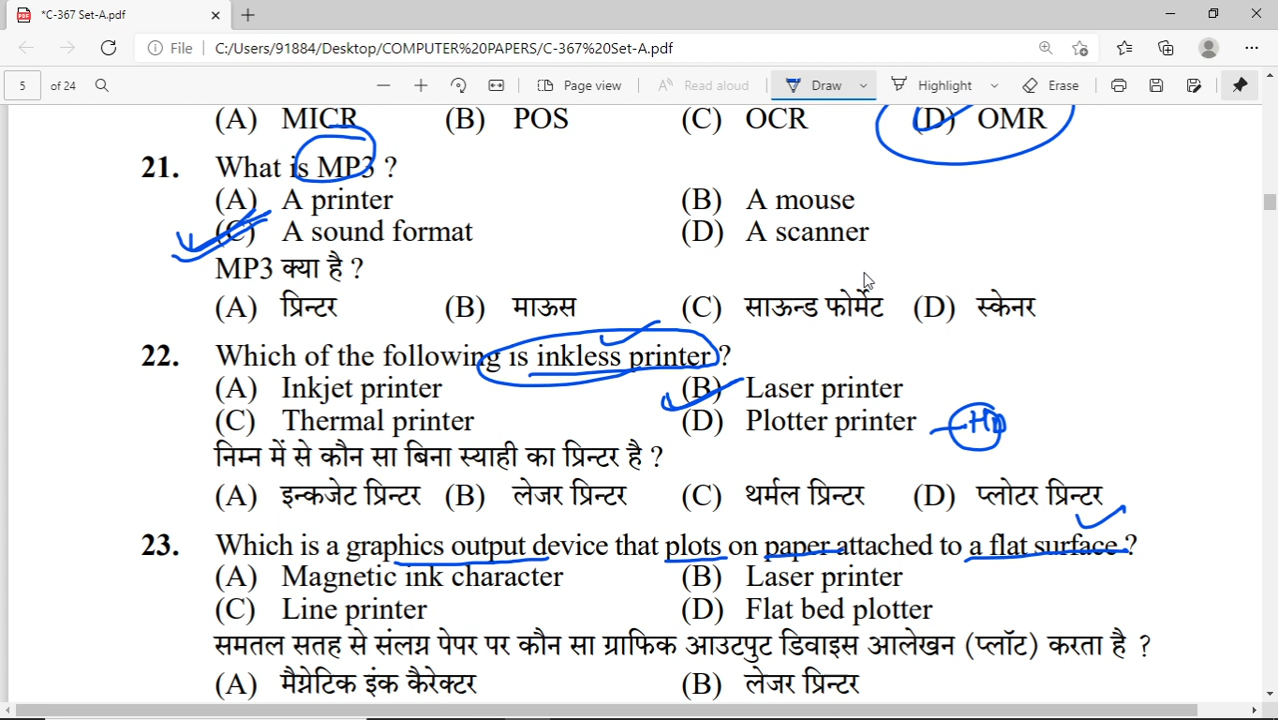 *C-367 Set-A.pdf
File C:/Users/91884/Desktop/COMPUTER%20PAPERS/C-367%20Set-A.pdf
5 of 24 Page view Read aloud Draw Highlight Erase
(A) MICR (B) POS (C) OCR (D) OMR
21. What is MP3 ?
(A) A printer (B) A mouse
(C) A sound format (D) A scanner
MP3 क्या है ?
(A) प्रिन्टर (B) माऊस (C) साऊन्ड फोर्मेट (D) स्केनर
22. Which of the following is inkless printer ?
(A) Inkjet printer (B) Laser printer
(C) Thermal printer (D) Plotter printer HD
निम्न में से कौन सा बिना स्याही का प्रिन्टर है ?
(A) इन्कजेट प्रिन्टर (B) लेजर प्रिन्टर (C) थर्मल प्रिन्टर (D) प्लोटर प्रिन्टर
23. Which is a graphics output device that plots on paper attached to a flat surface ?
(A) Magnetic ink character (B) Laser printer
(C) Line printer (D) Flat bed plotter
समतल सतह से संलग्न पेपर पर कौन सा ग्राफिक आउटपुट डिवाइस आलेखन (प्लॉट) करता है ?
(A) मैग्नेटिक इंक कैरेक्टर (B) लेजर प्रिन्टर